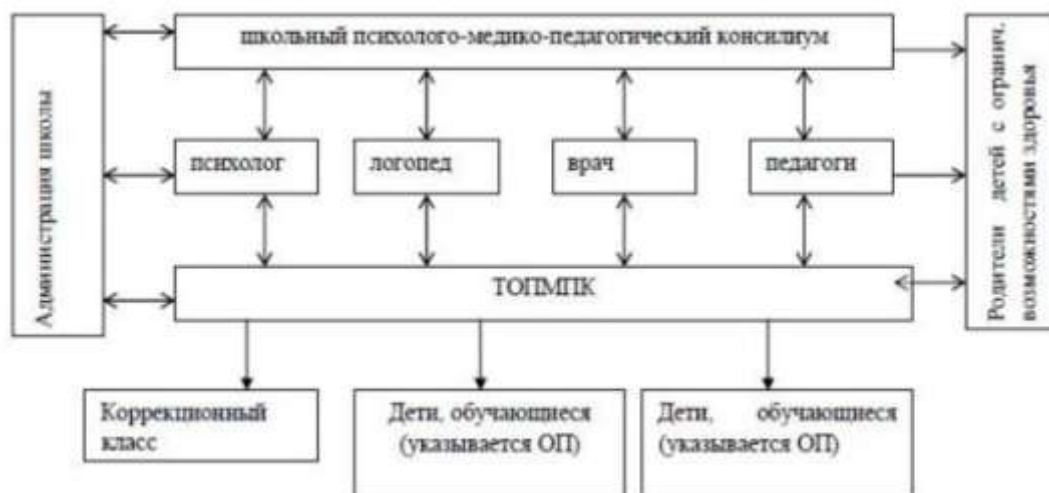 школьный психолого-медико-педагогический консилиум
Администрация школы
психолог
логопед
врач
педагоги
Родители детей с огранич.
возможностями здоровья
ТОПМПК
Коррекционный
класс
Дети, обучающиеся
(указывается ОП)
Дети, обучающиеся
(указывается ОП)